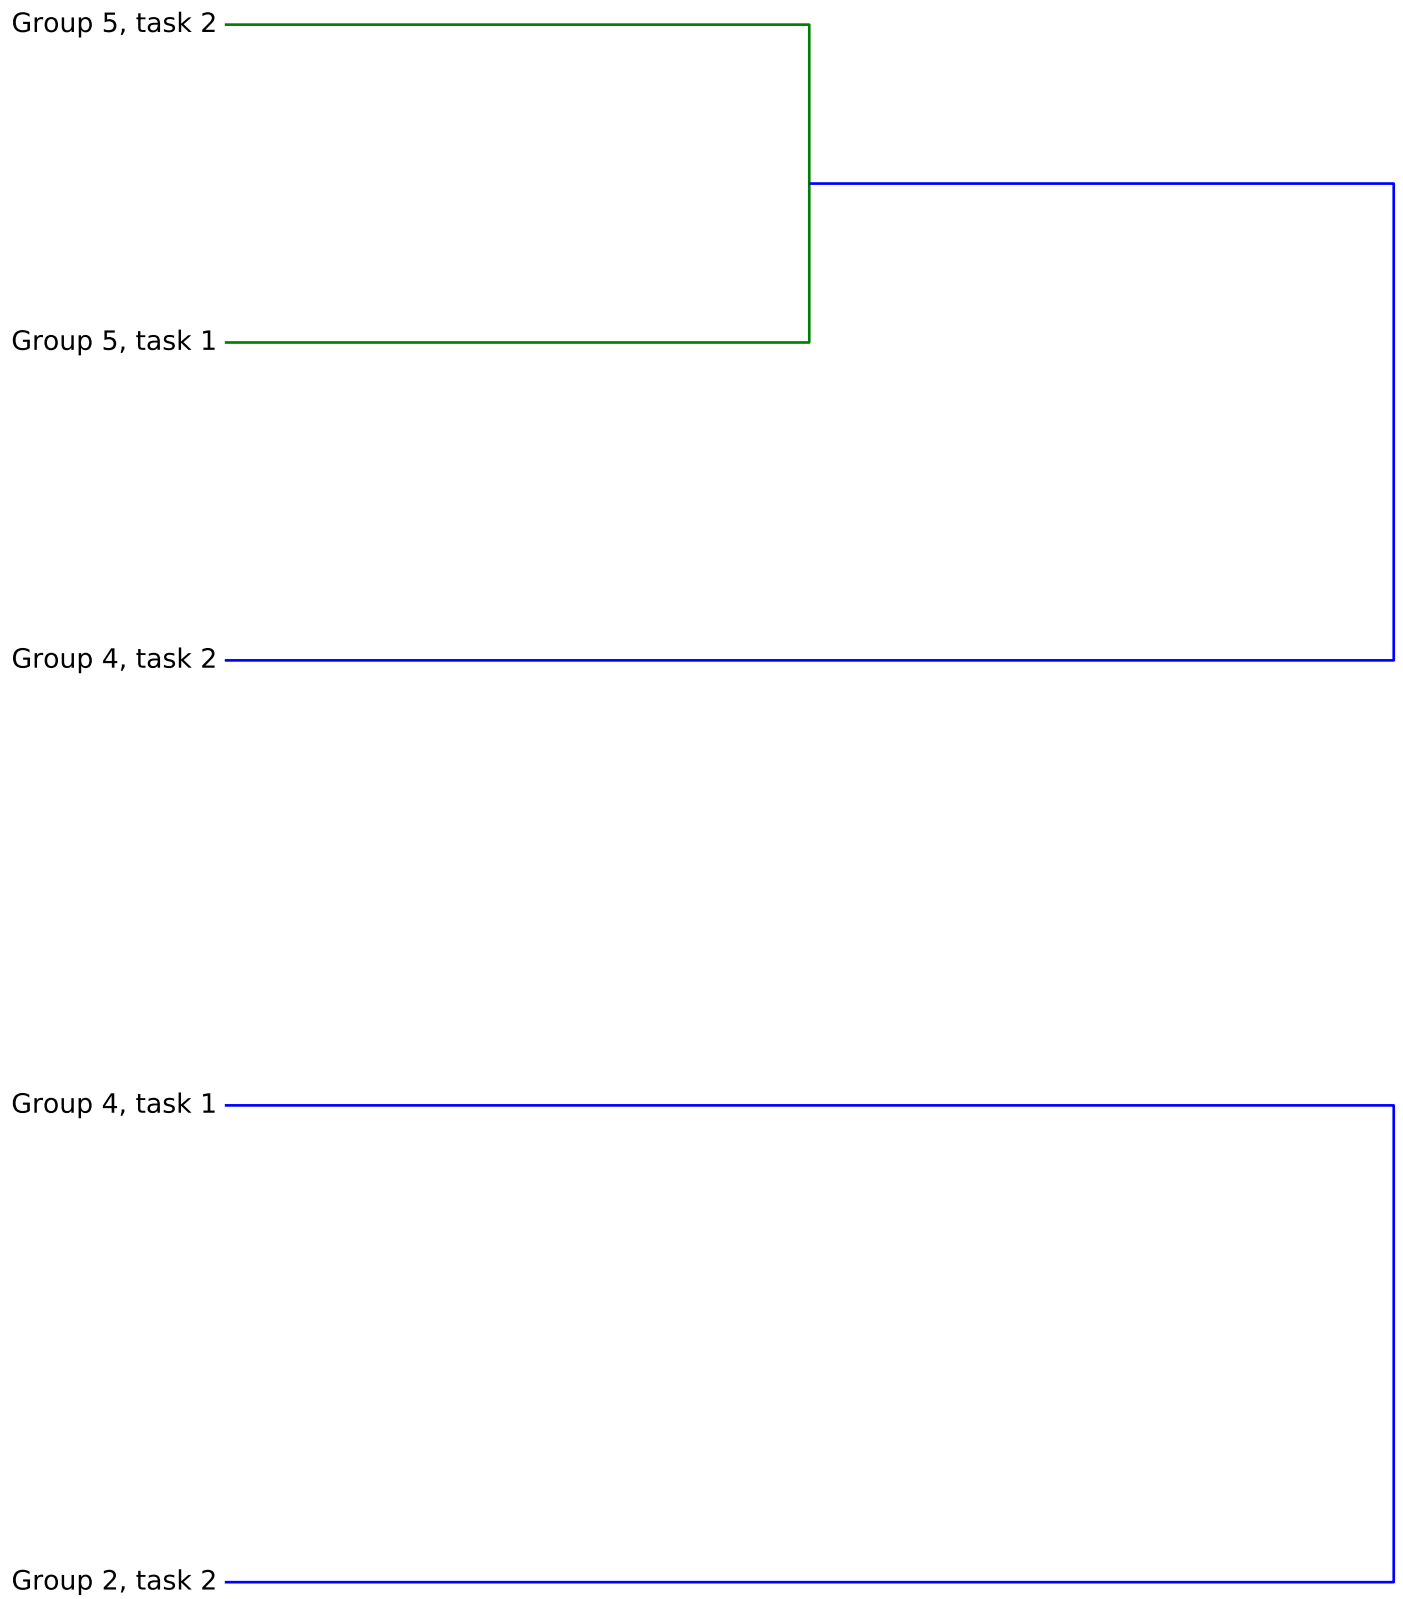 Group 5, task 2
Group 5, task 1
Group 4, task 2
Group 4, task 1
Group 2, task 2